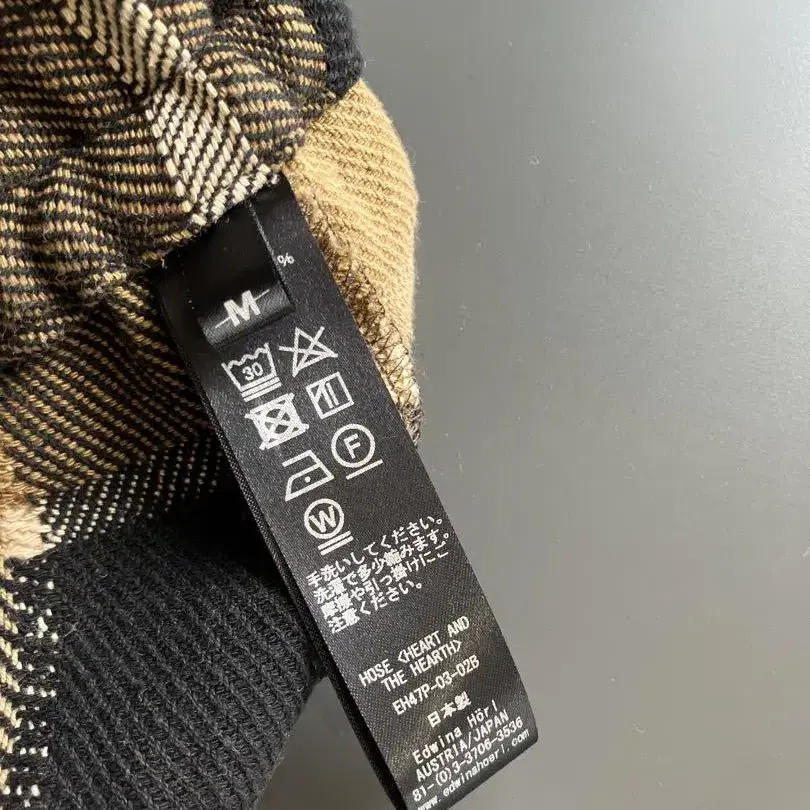 %
M
30
F
W
手洗いしてください。
洗濯で多少縮みます。
摩擦や引っ掛けにご
注意ください。
HOSE <HEART AND
THE HEARTH>
EH47P-03-02B
日本製
Edwina Hörl
AUSTRIA/JAPAN
81-(0)3-3706-3536
www.edwinahoerl.com